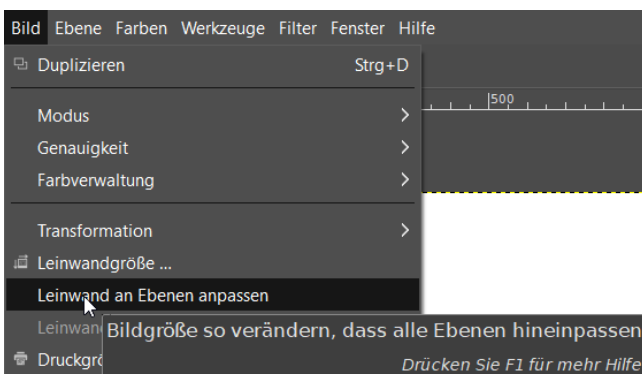 Bild Ebene Farben Werkzeuge Filter Fenster Hilfe
Duplizieren Strg+D
500
Modus
Genauigkeit
Farbverwaltung
Transformation
Leinwandgröße ...
Leinwand an Ebenen anpassen
Bildgröße so verändern, dass alle Ebenen hineinpassen
Drücken Sie F1 für mehr Hilfe